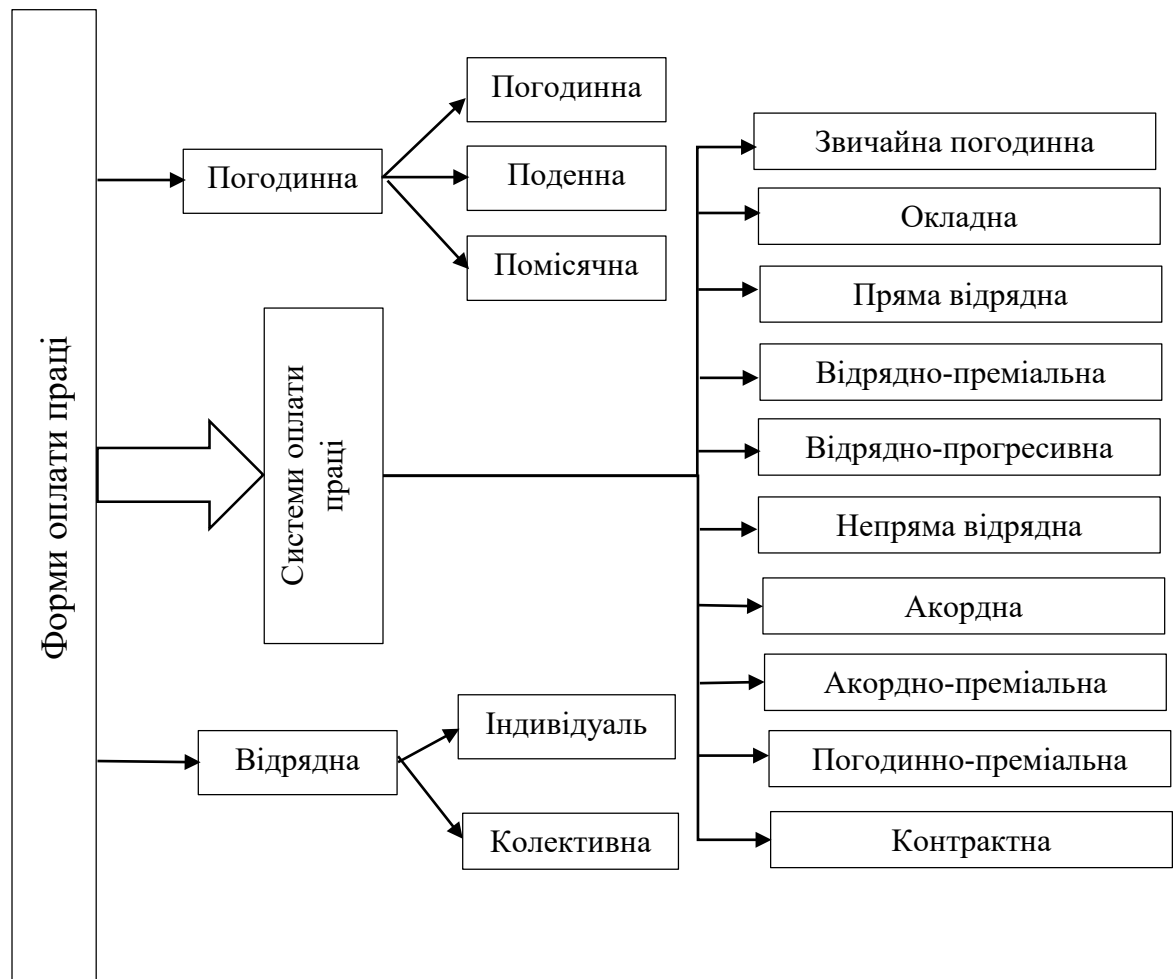 Форми оплати праці
Погодинна
Погодинна
Поденна
Помісячна
Системи оплати
праці
Відрядна
Індивідуаль
Колективна
Звичайна погодинна
Окладна
Пряма відрядна
Відрядно-преміальна
Відрядно-прогресивна
Непряма відрядна
Акордна
Акордно-преміальна
Погодинно-преміальна
Контрактна